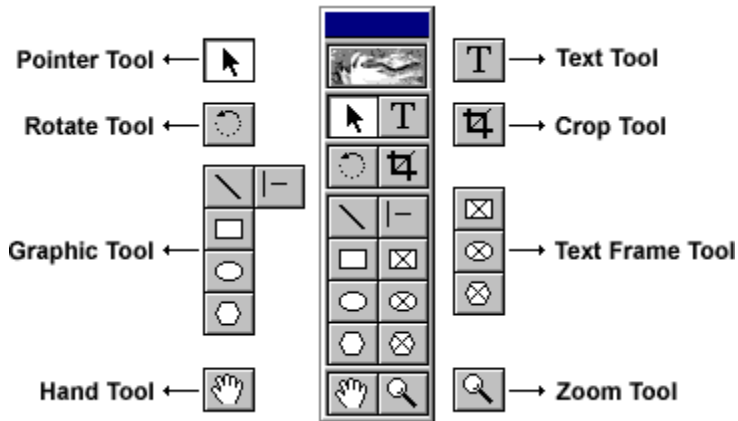 Pointer Tool
T
Text Tool
T
Rotate Tool
Crop Tool
Graphic Tool
Text Frame Tool
Hand Tool
Zoom Tool